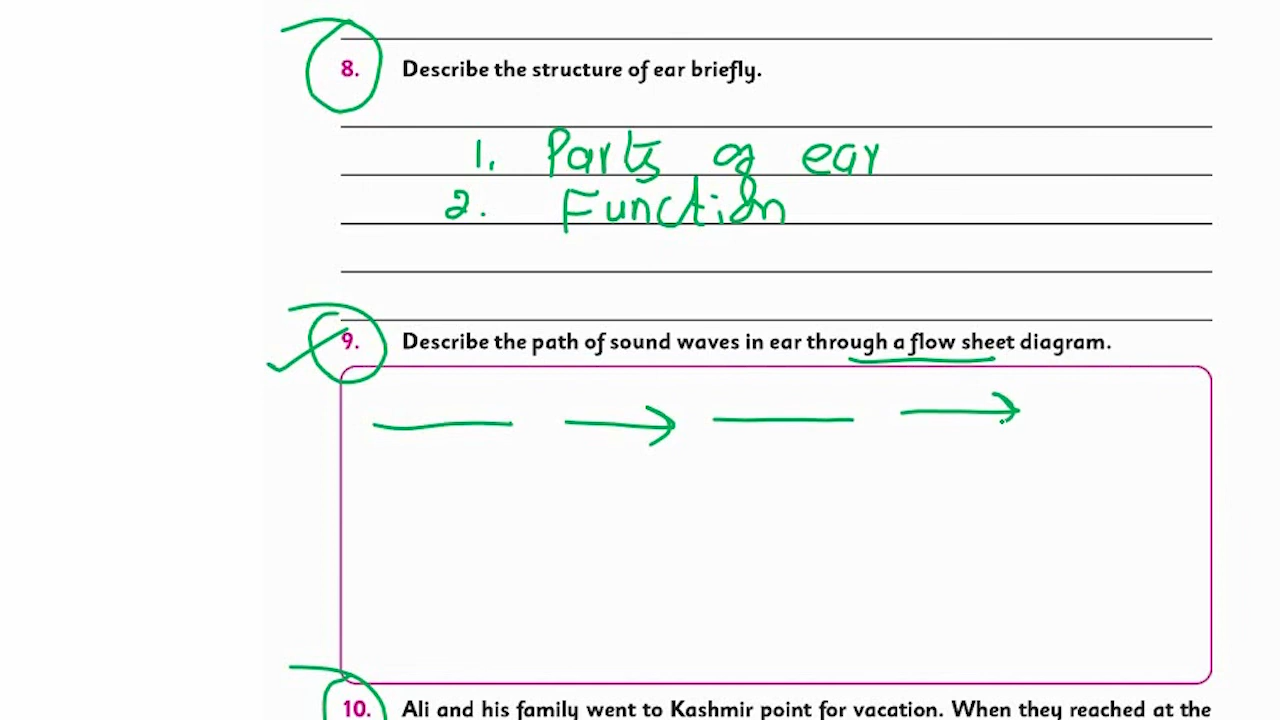 8. Describe the structure of ear briefly.
1. Parts of ear
2. Function
9. Describe the path of sound waves in ear through a flow sheet diagram.
10. Ali and his family went to Kashmir point for vacation. When they reached at the